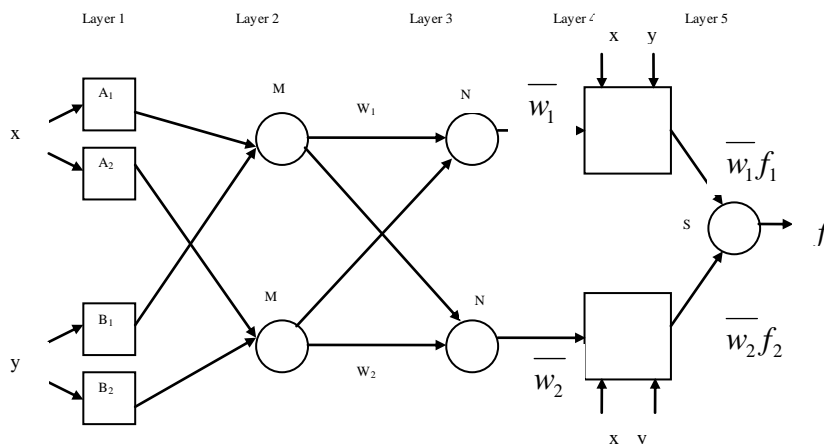 Layer 1 Layer 2 Layer 3 Layer Layer 5
x y
M
A₁ W₁ N w̅₁
x
A₂ w̅₁f₁
S f
M N
B₁
w̅₂f₂
y
W₂ w̅₂
B₂
x